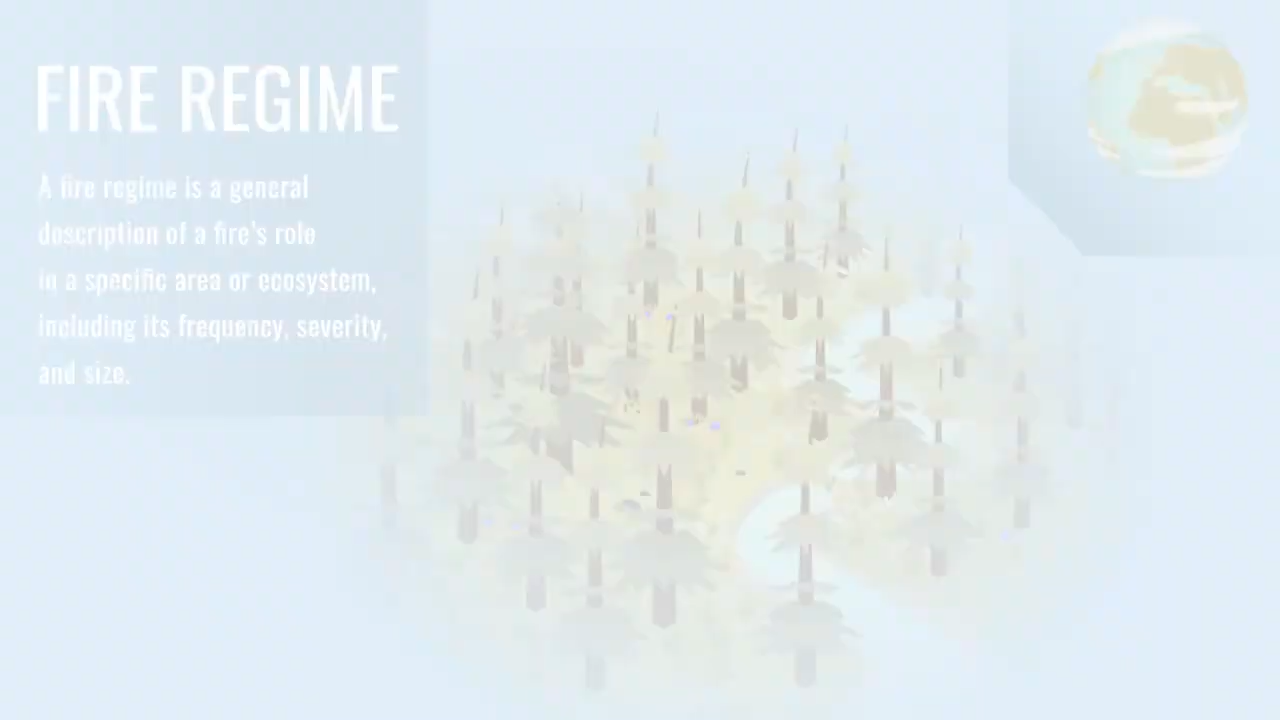 FIRE REGIME
A fire regime is a general
description of a fire's role
in a specific area or ecosystem,
including its frequency, severity,
and size.